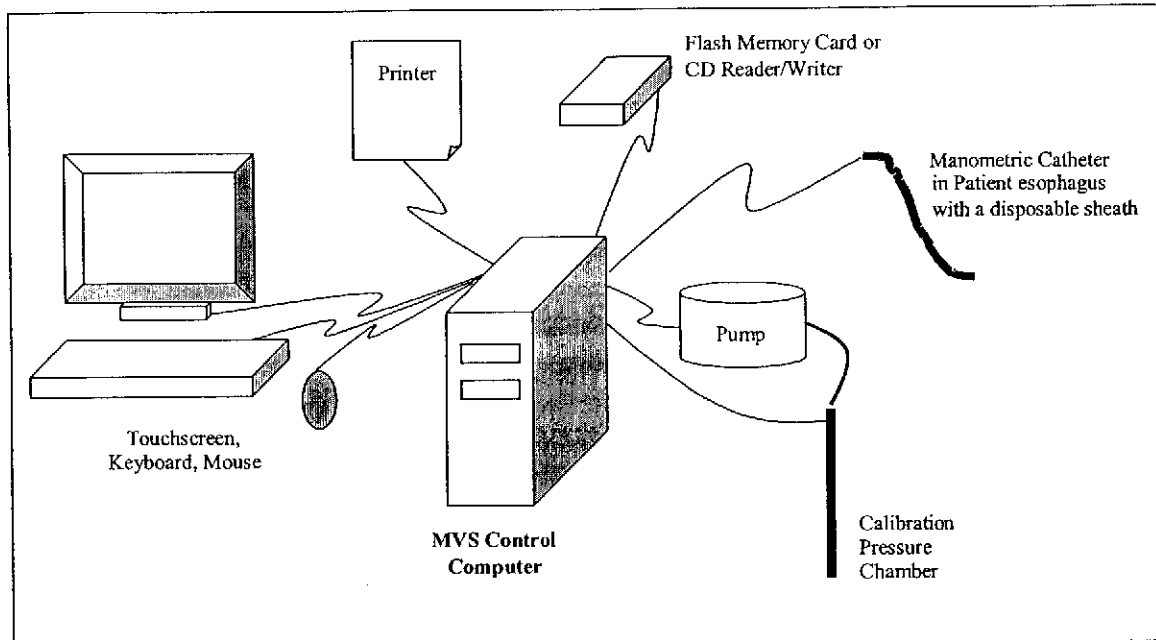 Printer
Flash Memory Card or
CD Reader/Writer
Manometric Catheter
in Patient esophagus
with a disposable sheath
Pump
Touchscreen,
Keyboard, Mouse
MVS Control
Computer
Calibration
Pressure
Chamber